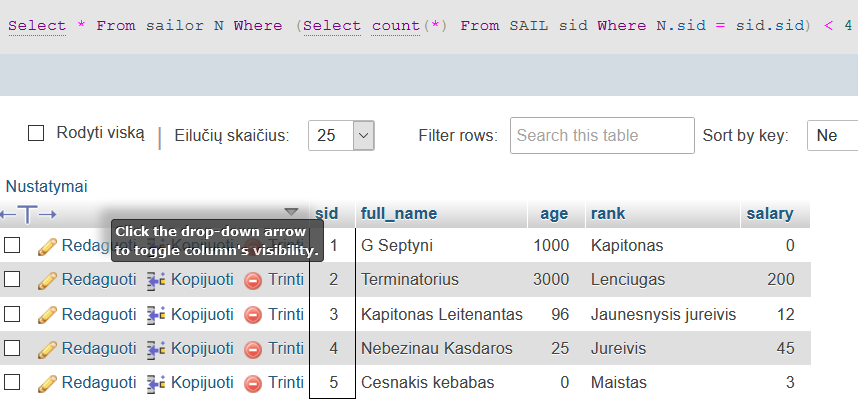 Select * From sailor N Where (Select count(*) From SAIL sid Where N.sid = sid.sid) < 4
Rodyti viską | Eilučių skaičius: 25 Filter rows: Search this table Sort by key: Ne
Nustatymai
←T→ sid full_name age rank salary
Click the drop-down arrow
to toggle column's visibility.
Redaguoti Kopijuoti Trinti 1 G Septyni 1000 Kapitonas 0
Redaguoti Kopijuoti Trinti 2 Terminatorius 3000 Lenciugas 200
Redaguoti Kopijuoti Trinti 3 Kapitonas Leitenantas 96 Jaunesnysis jureivis 12
Redaguoti Kopijuoti Trinti 4 Nebezinau Kasdaros 25 Jureivis 45
Redaguoti Kopijuoti Trinti 5 Cesnakis kebabas 0 Maistas 3